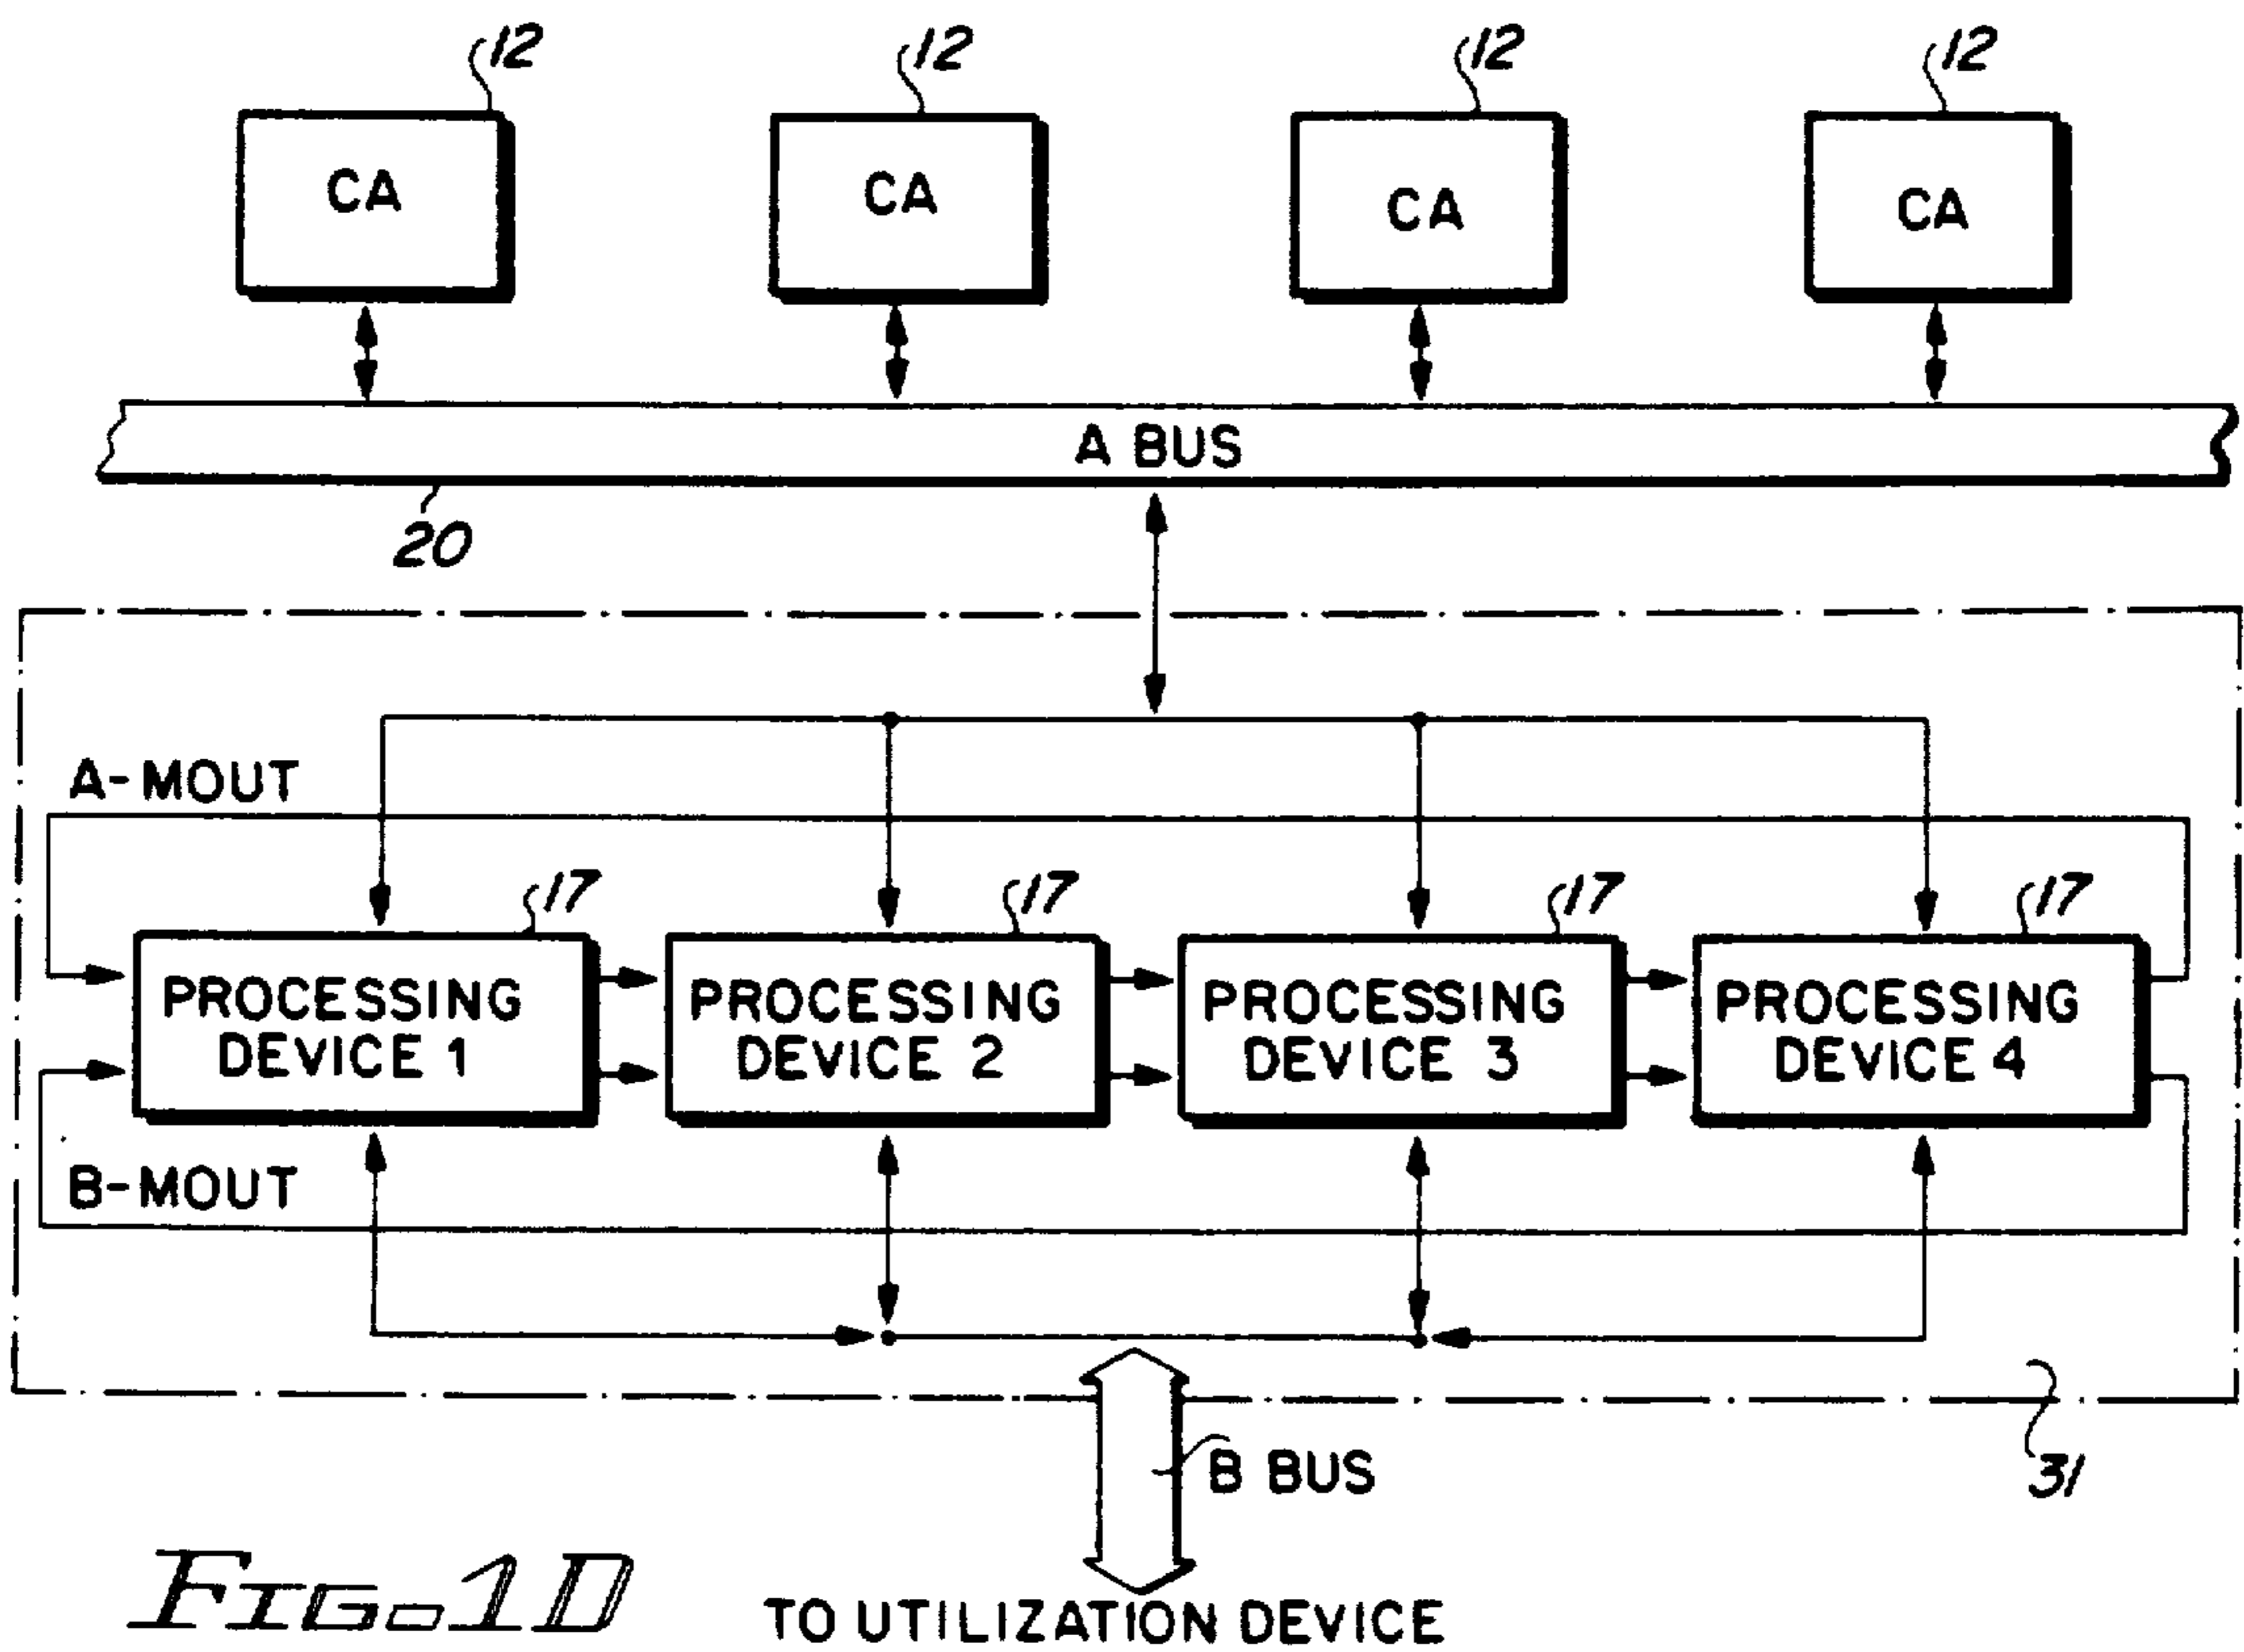 12 12 12 12
CA CA CA CA
A BUS
20
A-MOUT
17 17 17 17
PROCESSING DEVICE 1
PROCESSING DEVICE 2
PROCESSING DEVICE 3
PROCESSING DEVICE 4
B-MOUT
B BUS
31
FIG. 1D
TO UTILIZATION DEVICE